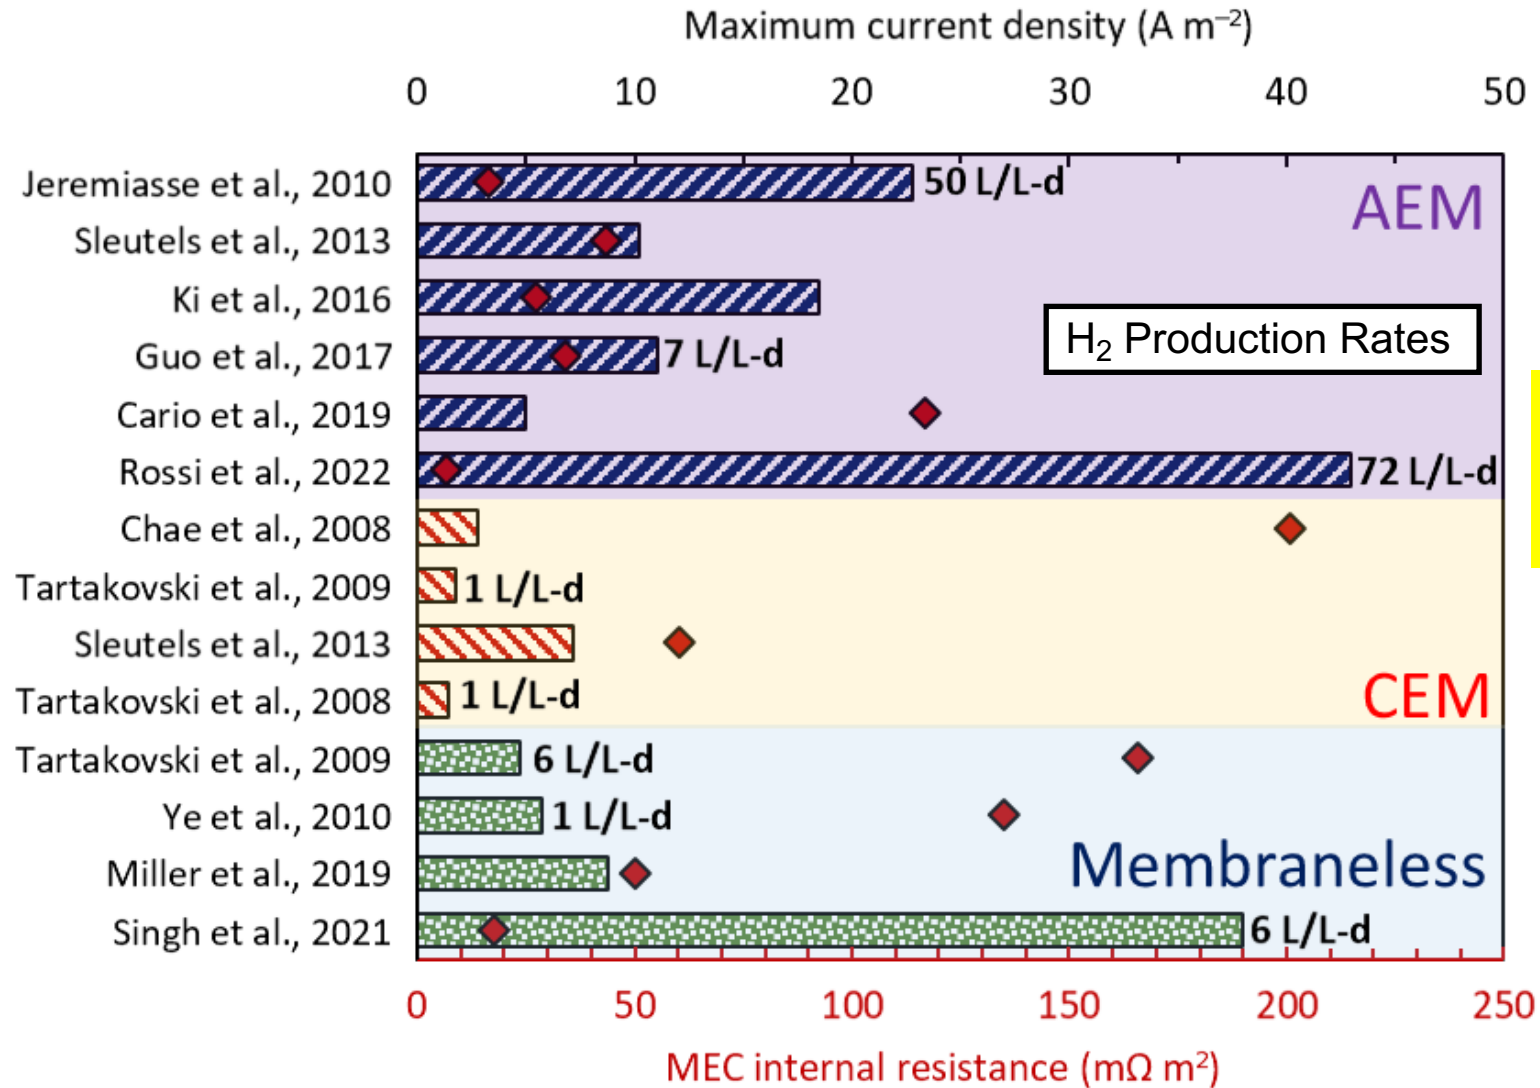 Maximum current density (A m⁻²)
0 10 20 30 40 50
Jeremiasse et al., 2010 50 L/L-d
AEM
Sleutels et al., 2013
Ki et al., 2016
H₂ Production Rates
Guo et al., 2017 7 L/L-d
Cario et al., 2019
Rossi et al., 2022 72 L/L-d
Chae et al., 2008
Tartakovski et al., 2009 1 L/L-d
Sleutels et al., 2013
Tartakovski et al., 2008 1 L/L-d
CEM
Tartakovski et al., 2009 6 L/L-d
Ye et al., 2010 1 L/L-d
Membraneless
Miller et al., 2019
Singh et al., 2021 6 L/L-d
0 50 100 150 200 250
MEC internal resistance (mΩ m²)